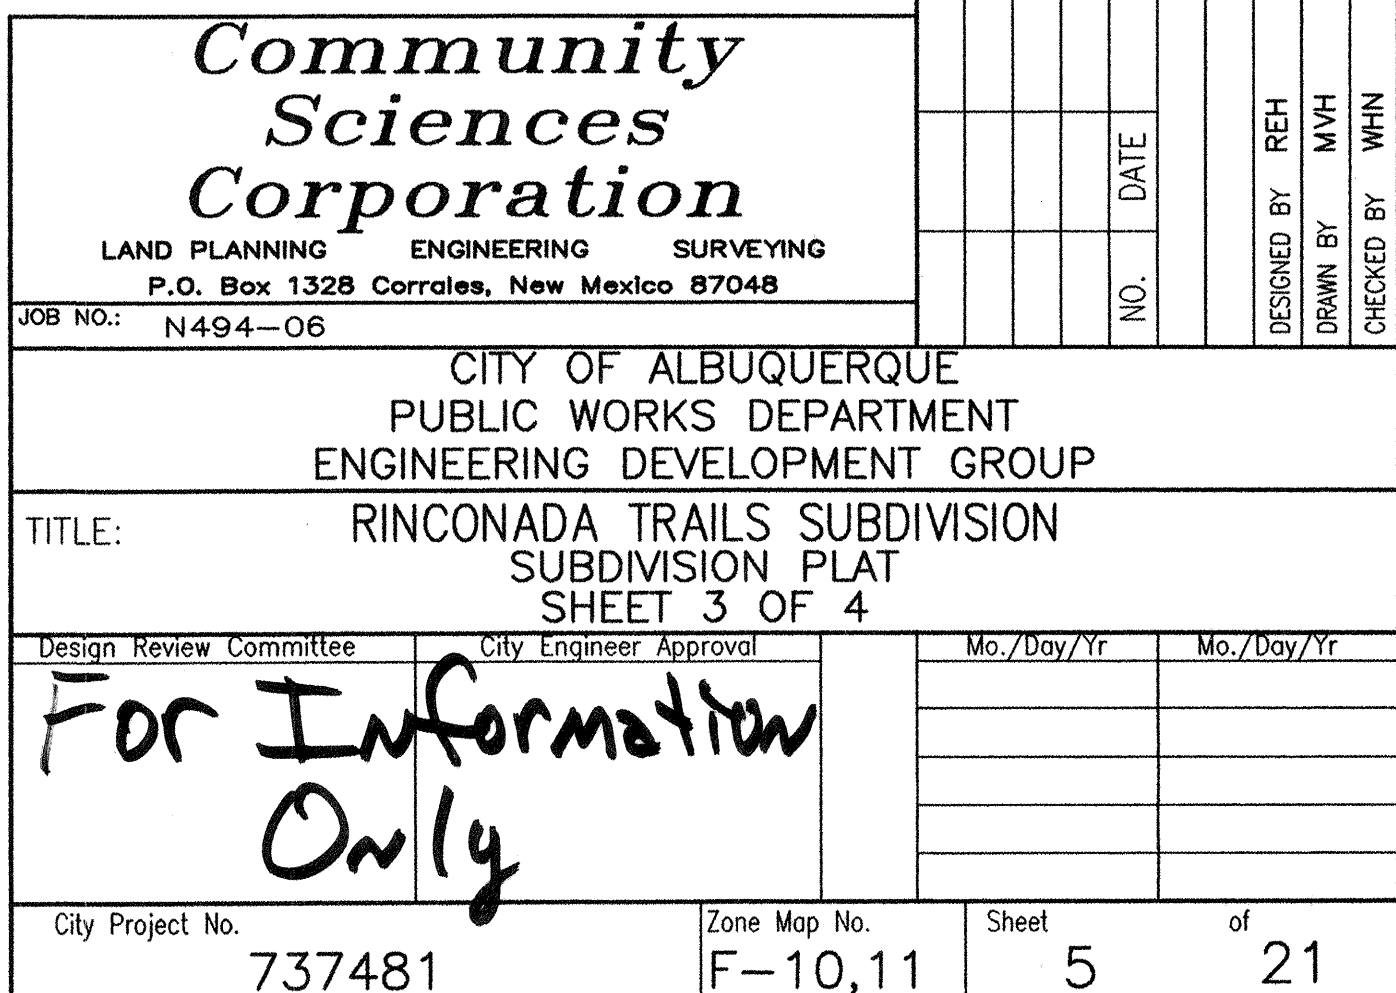 Community
Sciences
Corporation
LAND PLANNING ENGINEERING SURVEYING
P.O. Box 1328 Corrales, New Mexico 87048
JOB NO.: N494-06
NO. DATE
DESIGNED BY REH
DRAWN BY MVH
CHECKED BY WHN
CITY OF ALBUQUERQUE
PUBLIC WORKS DEPARTMENT
ENGINEERING DEVELOPMENT GROUP
TITLE: RINCONADA TRAILS SUBDIVISION
SUBDIVISION PLAT
SHEET 3 OF 4
Design Review Committee City Engineer Approval Mo./Day/Yr Mo./Day/Yr
For Information
Only
City Project No. Zone Map No. Sheet of
737481 F-10,11 5 21